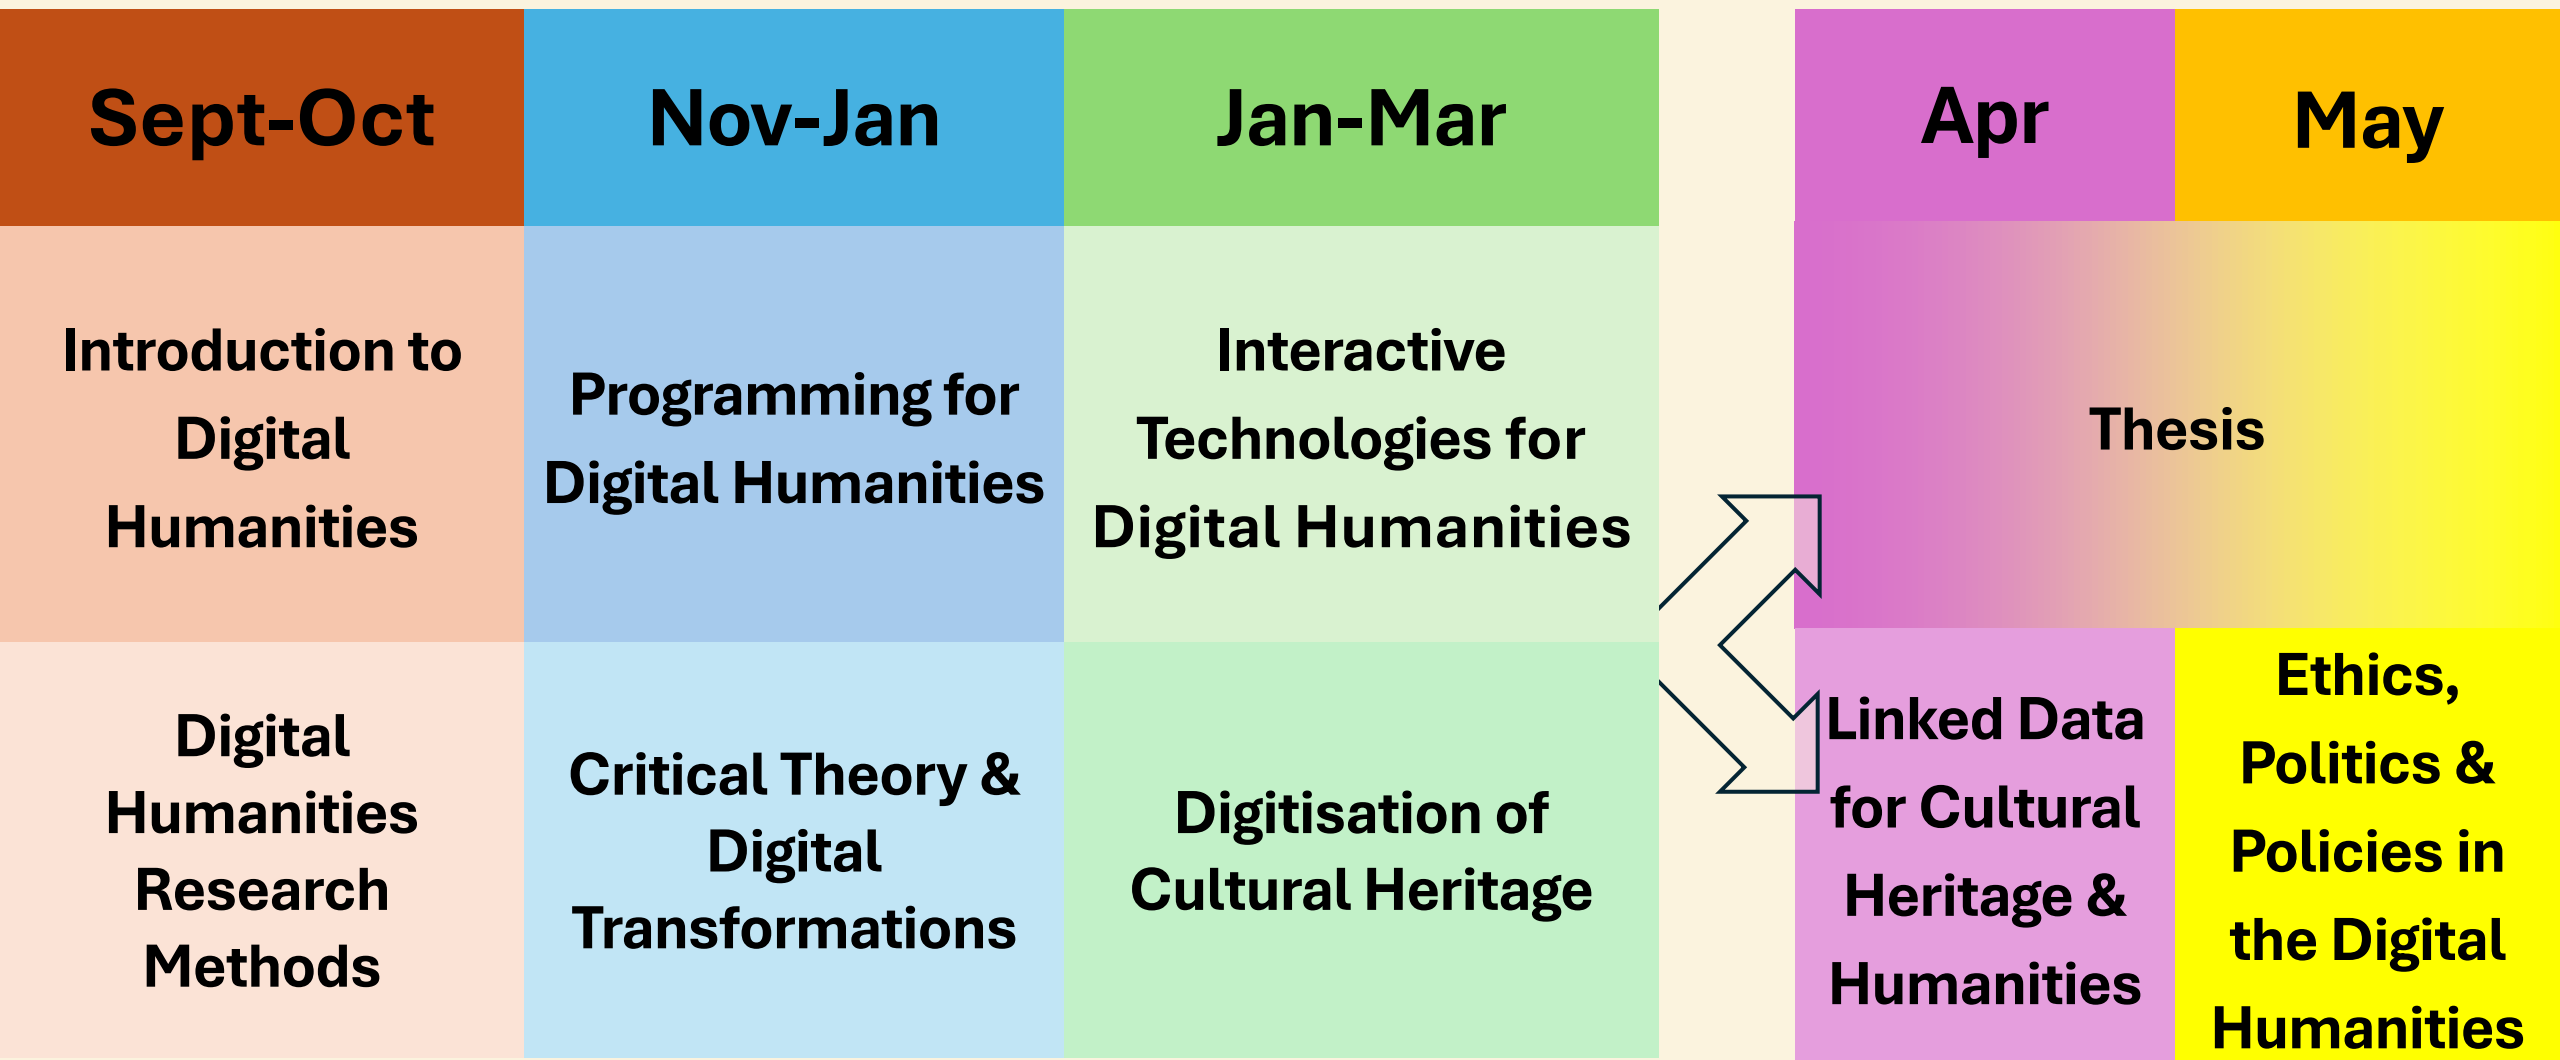 Sept-Oct
Nov-Jan
Jan-Mar
Apr
May
Introduction to
Digital
Humanities
Programming for
Digital Humanities
Interactive
Technologies for
Digital Humanities
Thesis
Digital
Humanities
Research
Methods
Critical Theory &
Digital
Transformations
Digitisation of
Cultural Heritage
Linked Data
for Cultural
Heritage &
Humanities
Ethics,
Politics &
Policies in
the Digital
Humanities